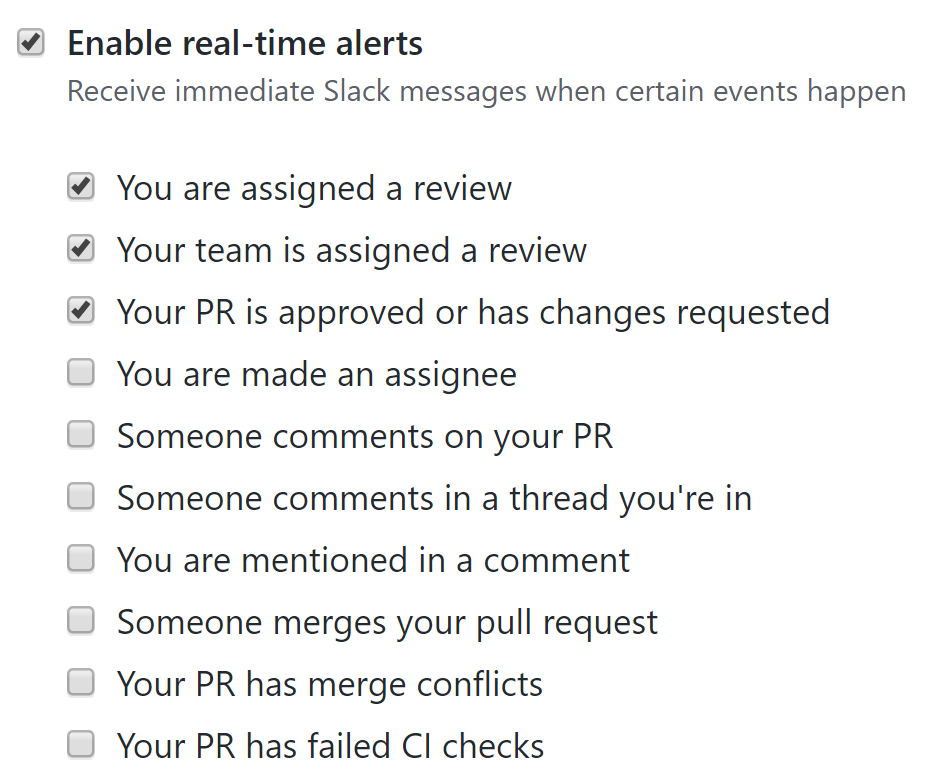 Enable real-time alerts
Receive immediate Slack messages when certain events happen
You are assigned a review
Your team is assigned a review
Your PR is approved or has changes requested
You are made an assignee
Someone comments on your PR
Someone comments in a thread you're in
You are mentioned in a comment
Someone merges your pull request
Your PR has merge conflicts
Your PR has failed CI checks